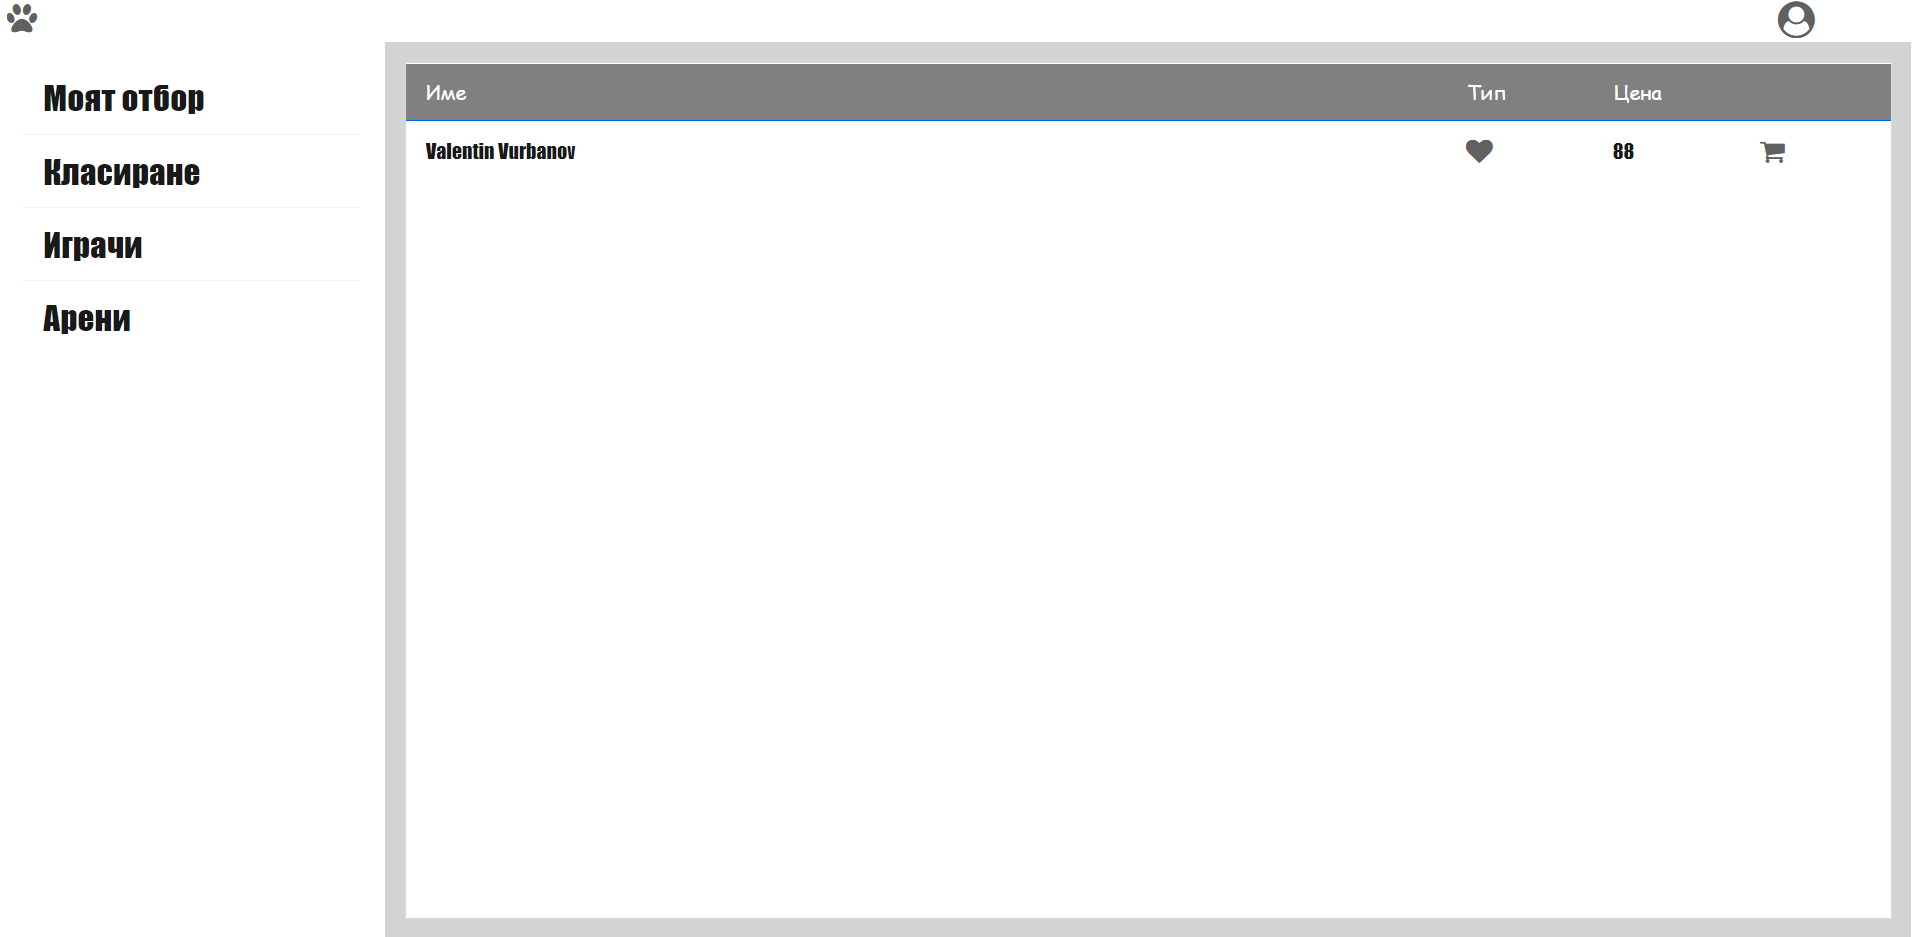 Моят отбор
Класиране
Играчи
Арени
Име Тип Цена
Valentin Vurbanov 88